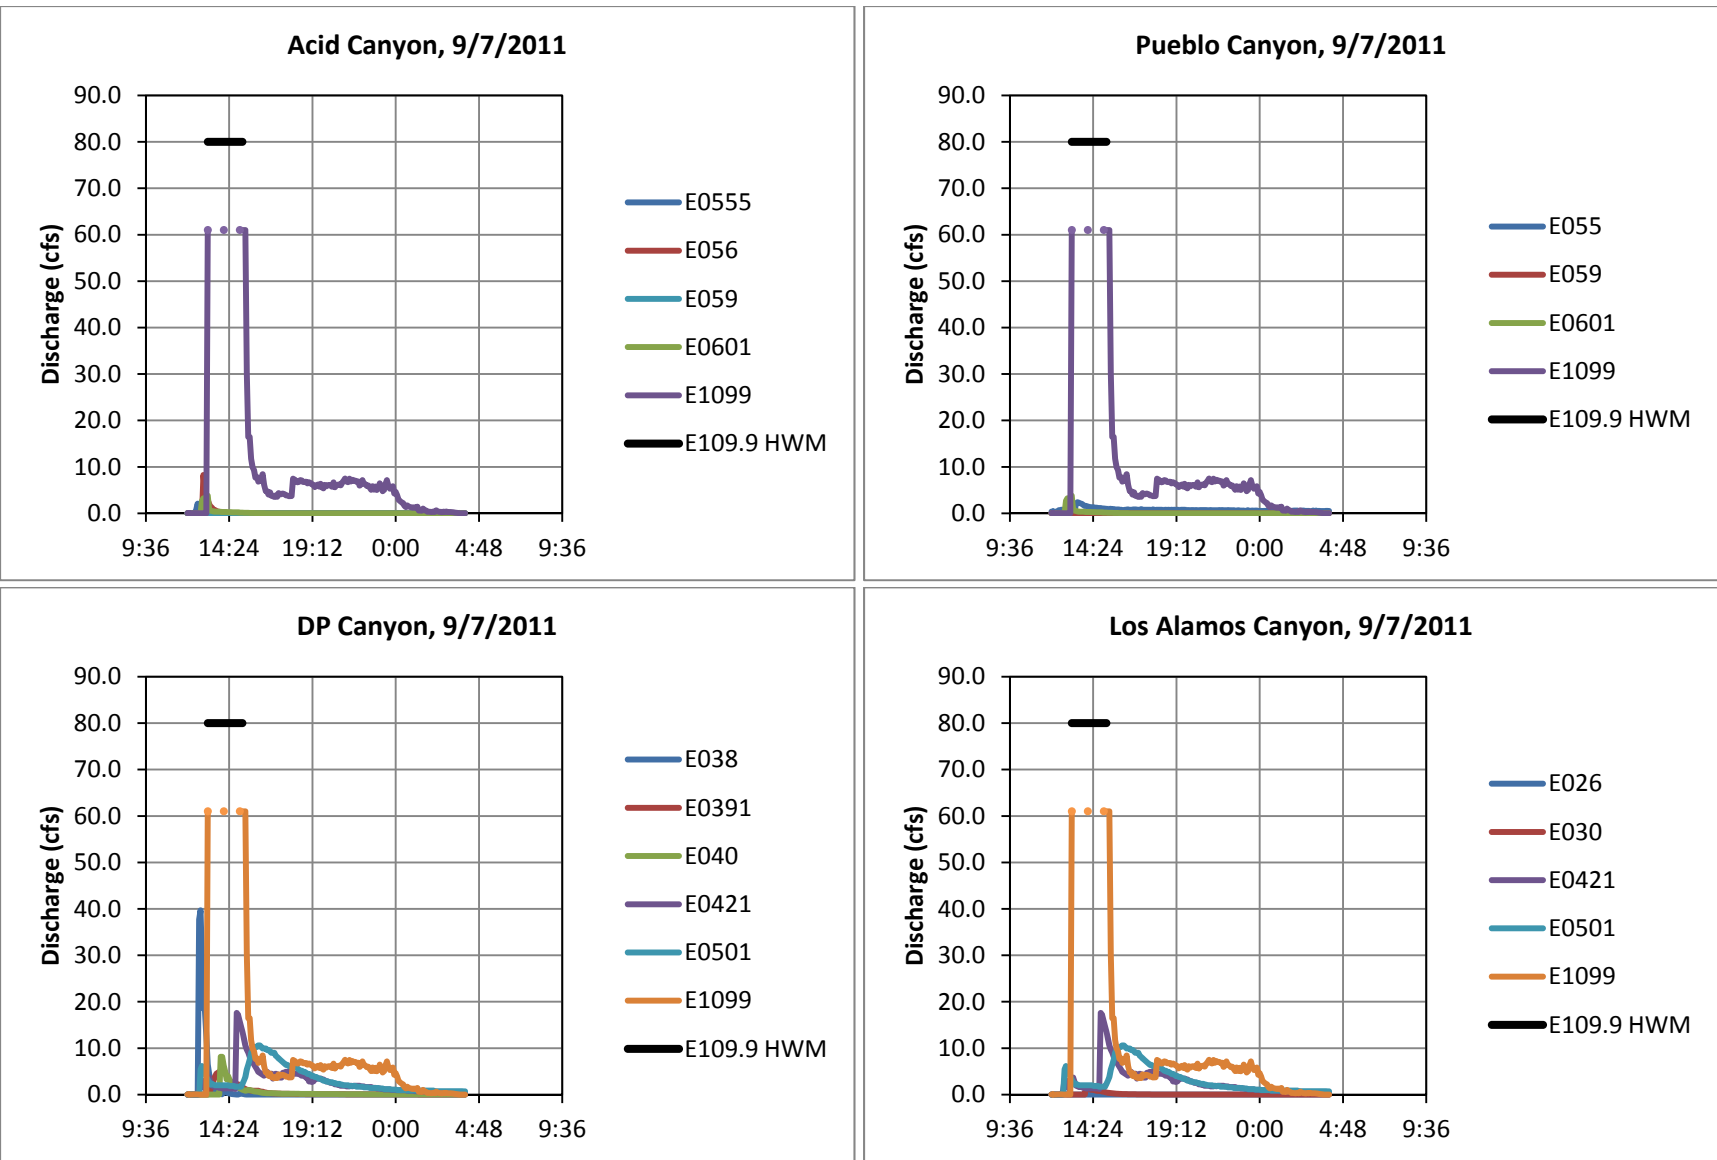 Acid Canyon, 9/7/2011
Discharge (cfs)
90.0
80.0
70.0
60.0
50.0
40.0
30.0
20.0
10.0
0.0
9:36 14:24 19:12 0:00 4:48 9:36
E0555
E056
E059
E0601
E1099
E109.9 HWM
Pueblo Canyon, 9/7/2011
Discharge (cfs)
90.0
80.0
70.0
60.0
50.0
40.0
30.0
20.0
10.0
0.0
9:36 14:24 19:12 0:00 4:48 9:36
E055
E059
E0601
E1099
E109.9 HWM
DP Canyon, 9/7/2011
Discharge (cfs)
90.0
80.0
70.0
60.0
50.0
40.0
30.0
20.0
10.0
0.0
9:36 14:24 19:12 0:00 4:48 9:36
E038
E0391
E040
E0421
E0501
E1099
E109.9 HWM
Los Alamos Canyon, 9/7/2011
Discharge (cfs)
90.0
80.0
70.0
60.0
50.0
40.0
30.0
20.0
10.0
0.0
9:36 14:24 19:12 0:00 4:48 9:36
E026
E030
E0421
E0501
E1099
E109.9 HWM